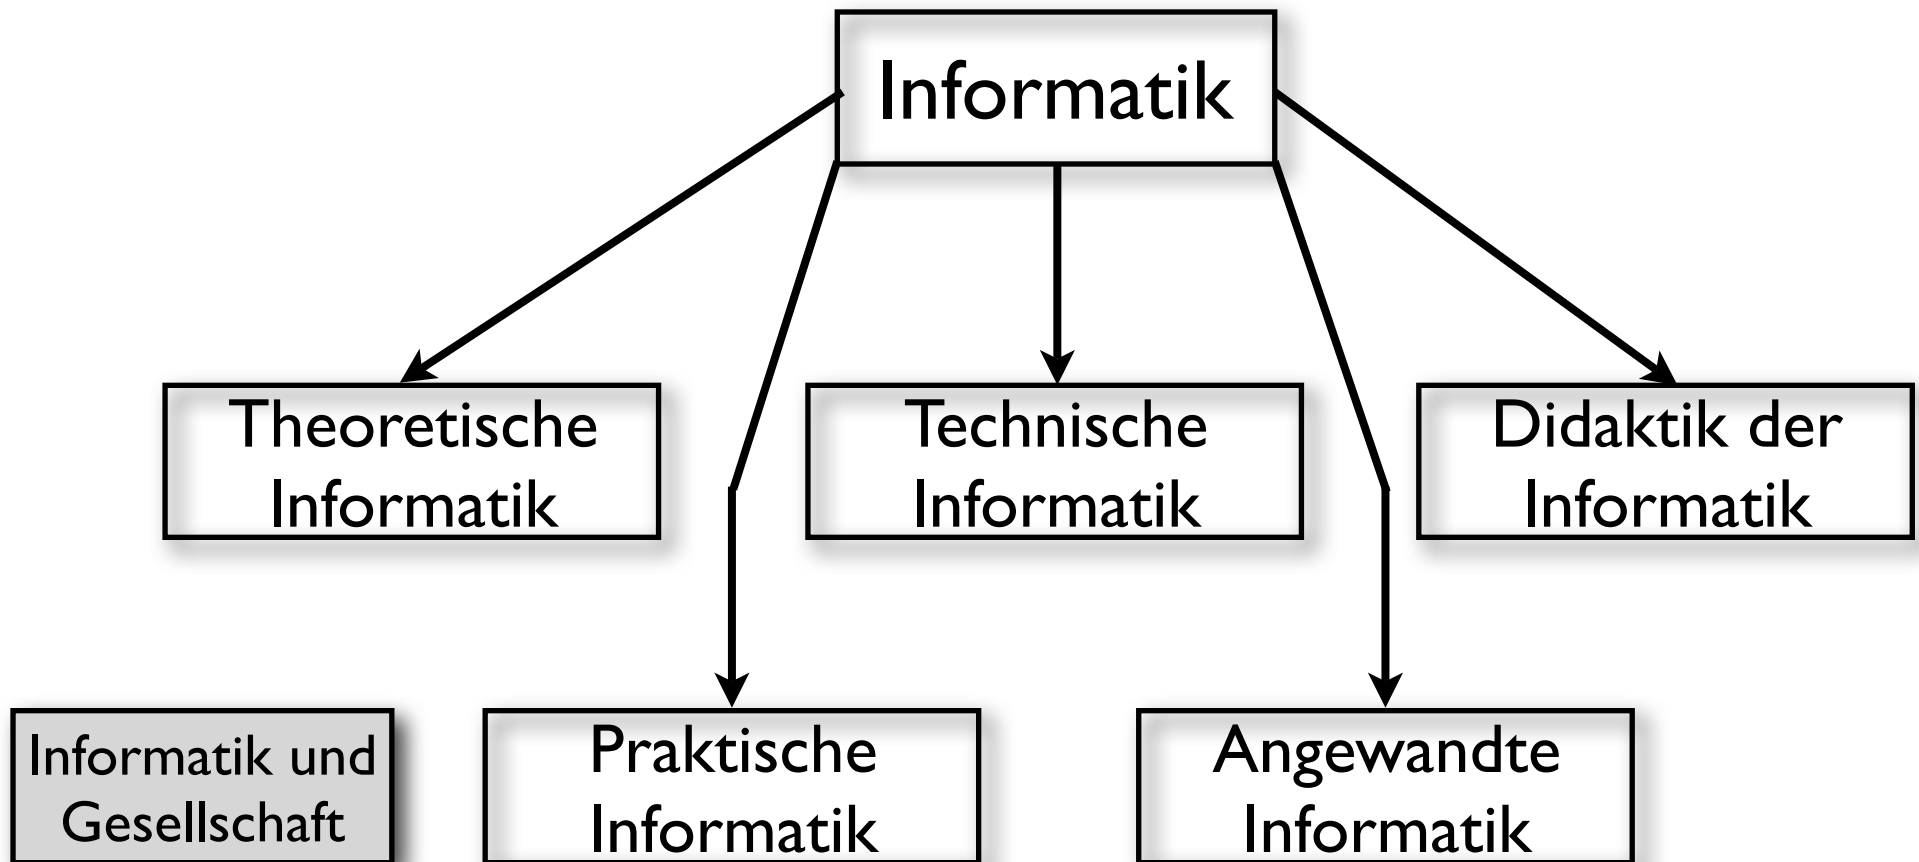 Informatik
Theoretische
Informatik
Technische
Informatik
Didaktik der
Informatik
Informatik und
Gesellschaft
Praktische
Informatik
Angewandte
Informatik